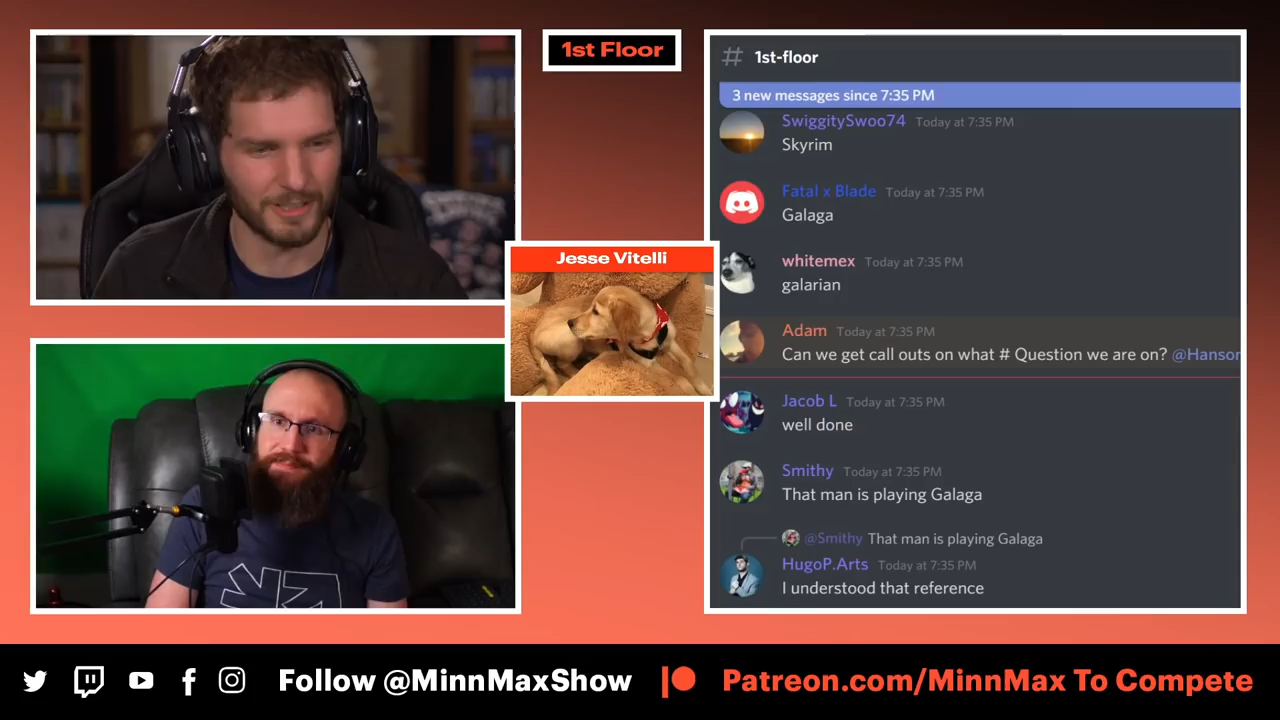 1st Floor
# 1st-floor
3 new messages since 7:35 PM
SwiggitySwoo74 Today at 7:35 PM
Skyrim
Fatal x Blade Today at 7:35 PM
Galaga
whitemex Today at 7:35 PM
galarian
Adam Today at 7:35 PM
Can we get call outs on what # Question we are on? @Hanson
Jacob L Today at 7:35 PM
well done
Smithy Today at 7:35 PM
That man is playing Galaga
@Smithy That man is playing Galaga
HugoP.Arts Today at 7:35 PM
I understood that reference
Jesse Vitelli
Follow @MinnMaxShow
Patreon.com/MinnMax To Compete